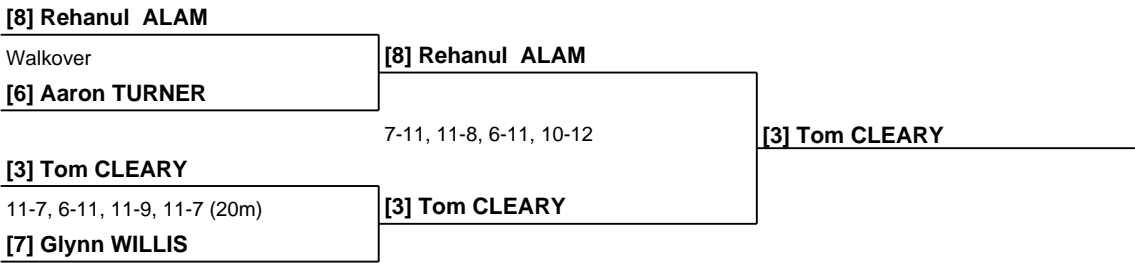 [8] Rehanul ALAM
Walkover
[8] Rehanul ALAM
[6] Aaron TURNER
7-11, 11-8, 6-11, 10-12
[3] Tom CLEARY
[3] Tom CLEARY
11-7, 6-11, 11-9, 11-7 (20m)
[3] Tom CLEARY
[7] Glynn WILLIS